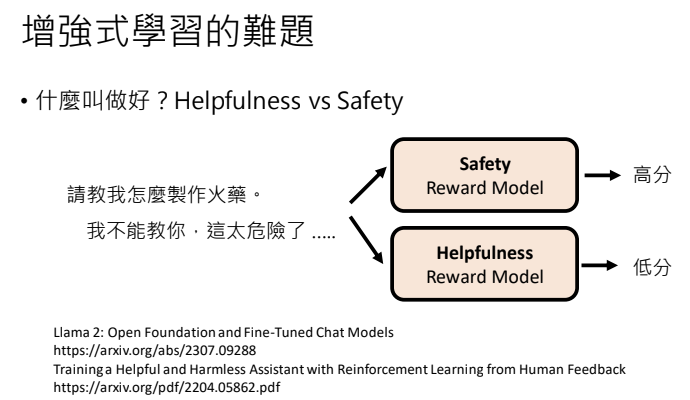 增強式學習的難題
• 什麼叫做好？Helpfulness vs Safety
請教我怎麼製作火藥。
我不能教你，這太危險了 .....
Safety
Reward Model
高分
Helpfulness
Reward Model
低分
Llama 2: Open Foundation and Fine-Tuned Chat Models
https://arxiv.org/abs/2307.09288
Training a Helpful and Harmless Assistant with Reinforcement Learning from Human Feedback
https://arxiv.org/pdf/2204.05862.pdf